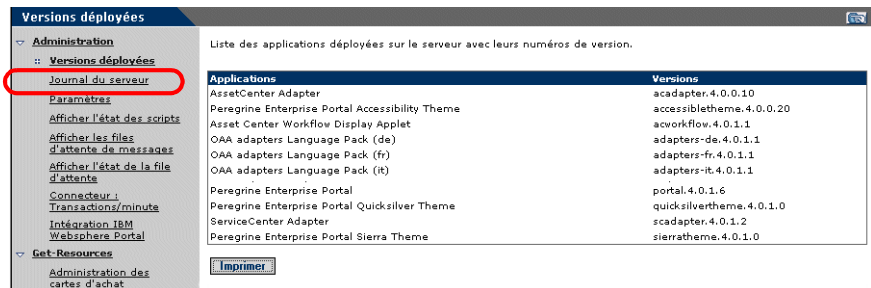 Versions déployées
Administration
Versions déployées
Journal du serveur
Paramètres
Afficher l'état des scripts
Afficher les files
d'attente de messages
Afficher l'état de la file
d'attente
Connecteur :
Transactions/minute
Intégration IBM
Websphere Portal
Get-Resources
Administration des
cartes d'achat
Liste des applications déployées sur le serveur avec leurs numéros de version.
Applications Versions
AssetCenter Adapter acadapter.4.0.0.10
Peregrine Enterprise Portal Accessibility Theme accessibletheme.4.0.0.20
Asset Center Workflow Display Applet acworkflow.4.0.1.1
OAA adapters Language Pack (de) adapters-de.4.0.1.1
OAA adapters Language Pack (fr) adapters-fr.4.0.1.1
OAA adapters Language Pack (it) adapters-it.4.0.1.1
Peregrine Enterprise Portal portal.4.0.1.6
Peregrine Enterprise Portal Quicksilver Theme quicksilvertheme.4.0.1.0
ServiceCenter Adapter scadapter.4.0.1.2
Peregrine Enterprise Portal Sierra Theme sierratheme.4.0.1.0
Imprimer